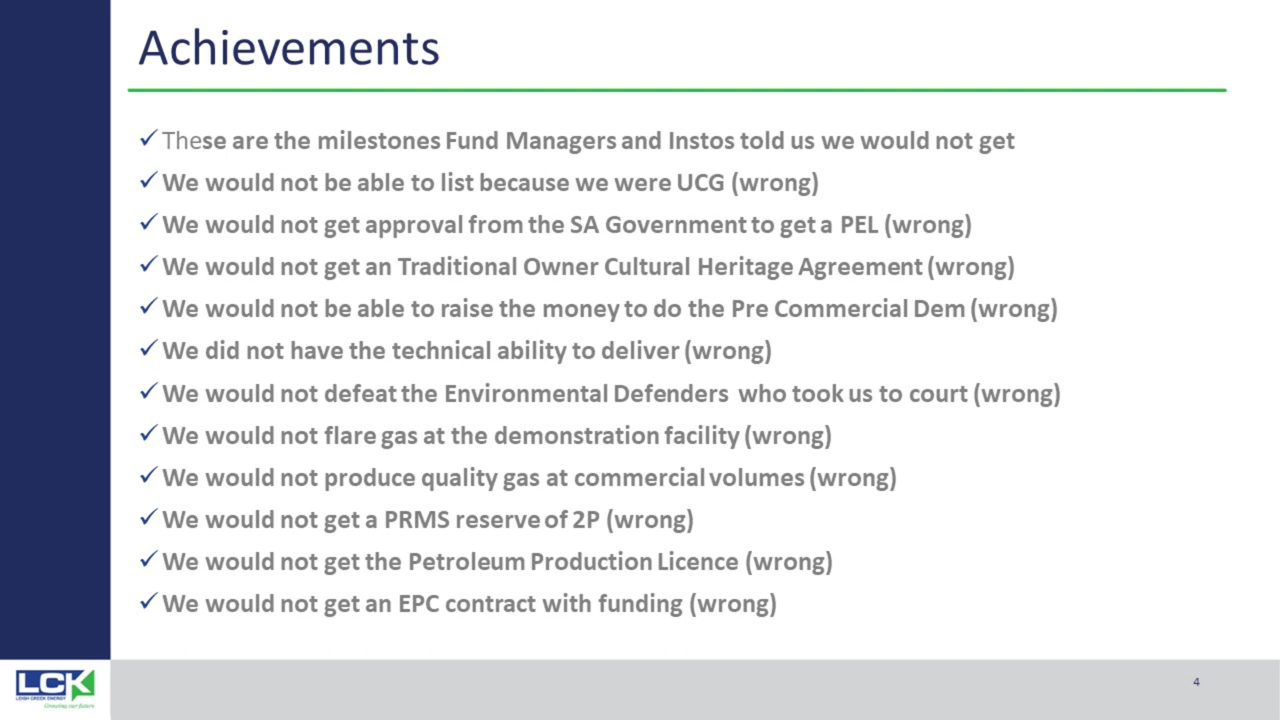 Achievements
✓ These are the milestones Fund Managers and Instos told us we would not get
✓ We would not be able to list because we were UCG (wrong)
✓ We would not get approval from the SA Government to get a PEL (wrong)
✓ We would not get an Traditional Owner Cultural Heritage Agreement (wrong)
✓ We would not be able to raise the money to do the Pre Commercial Dem (wrong)
✓ We did not have the technical ability to deliver (wrong)
✓ We would not defeat the Environmental Defenders who took us to court (wrong)
✓ We would not flare gas at the demonstration facility (wrong)
✓ We would not produce quality gas at commercial volumes (wrong)
✓ We would not get a PRMS reserve of 2P (wrong)
✓ We would not get the Petroleum Production Licence (wrong)
✓ We would not get an EPC contract with funding (wrong)
LCK
LEIGH CREEK ENERGY
4